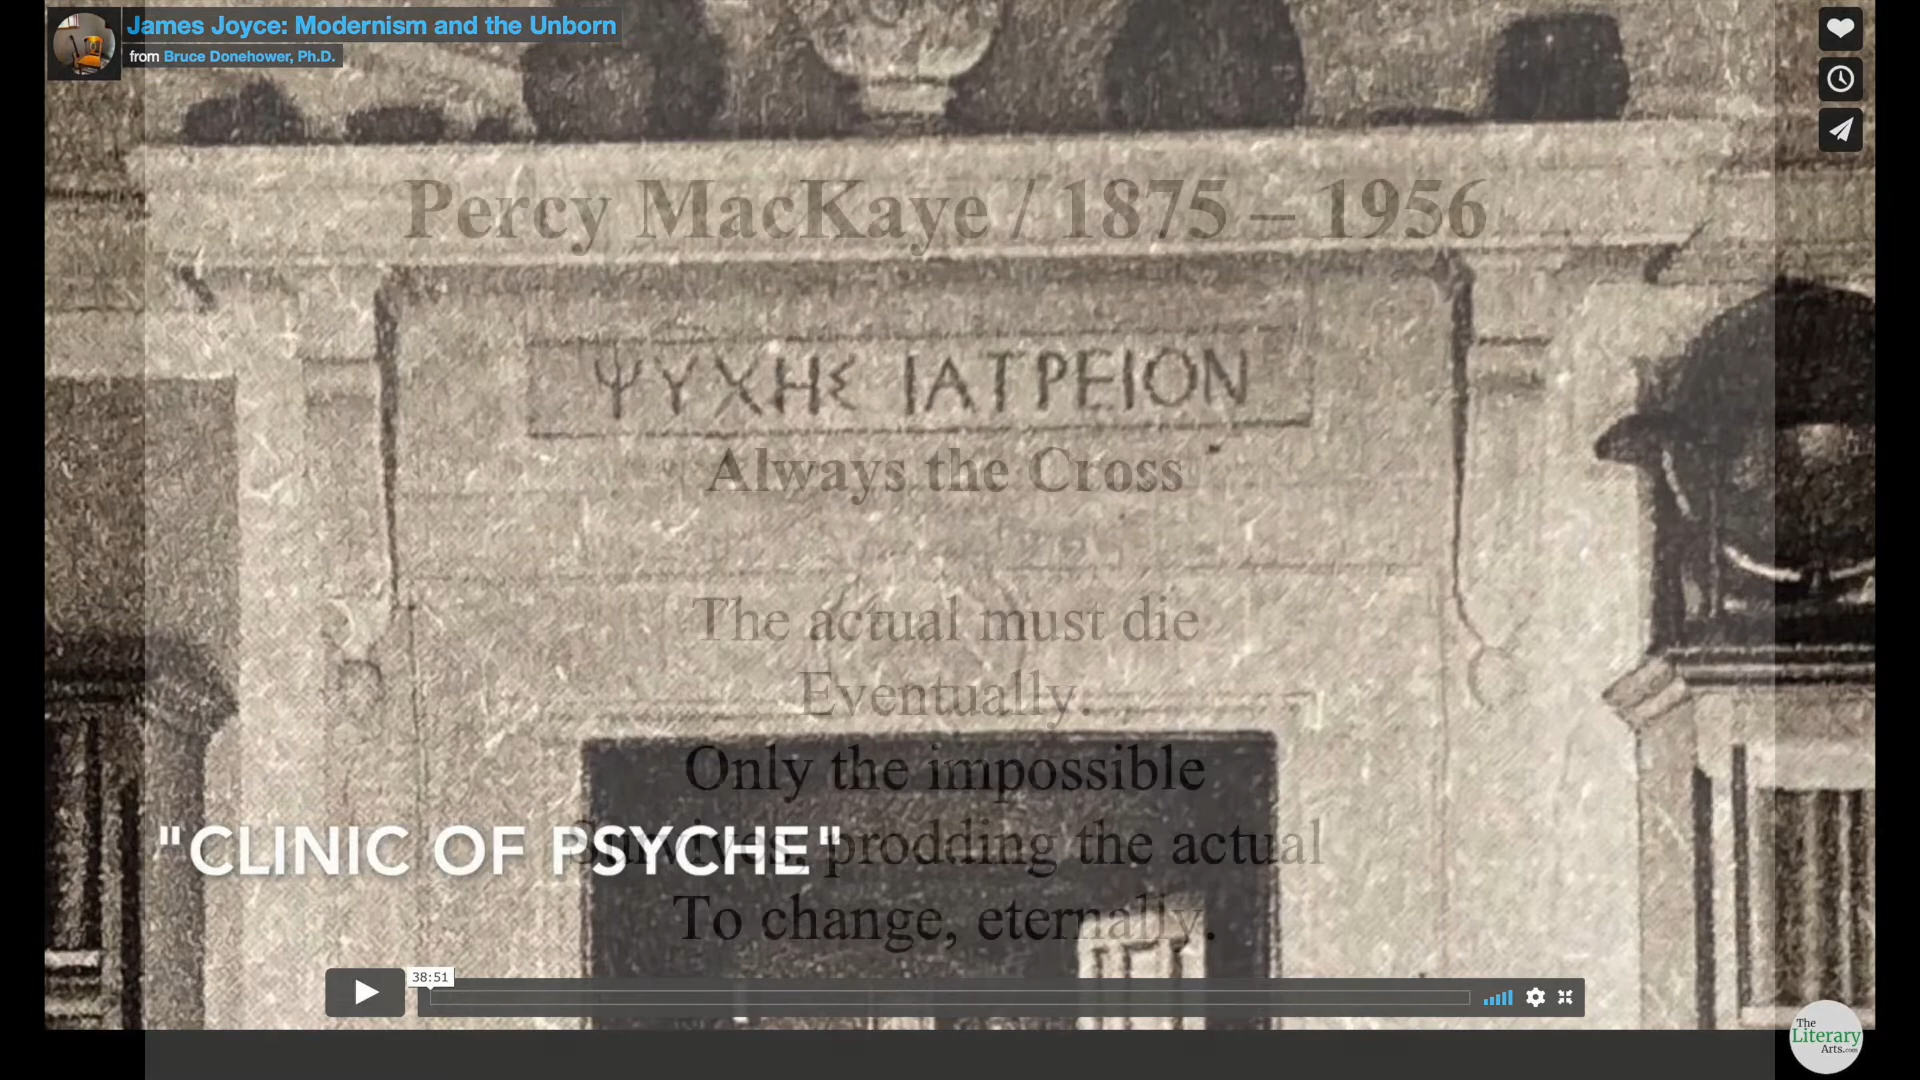 James Joyce: Modernism and the Unborn
from Bruce Donehower, Ph.D.
Percy MacKaye / 1875 – 1956
ΨΥΧΗΣ ΙΑΤΡΕΙΟΝ
Always the Cross
The actual must die
Eventually.
Only the impossible
Survives, prodding the actual
"CLINIC OF PSYCHE"
To change, eternally.
38:51
The
Literary
Arts.com